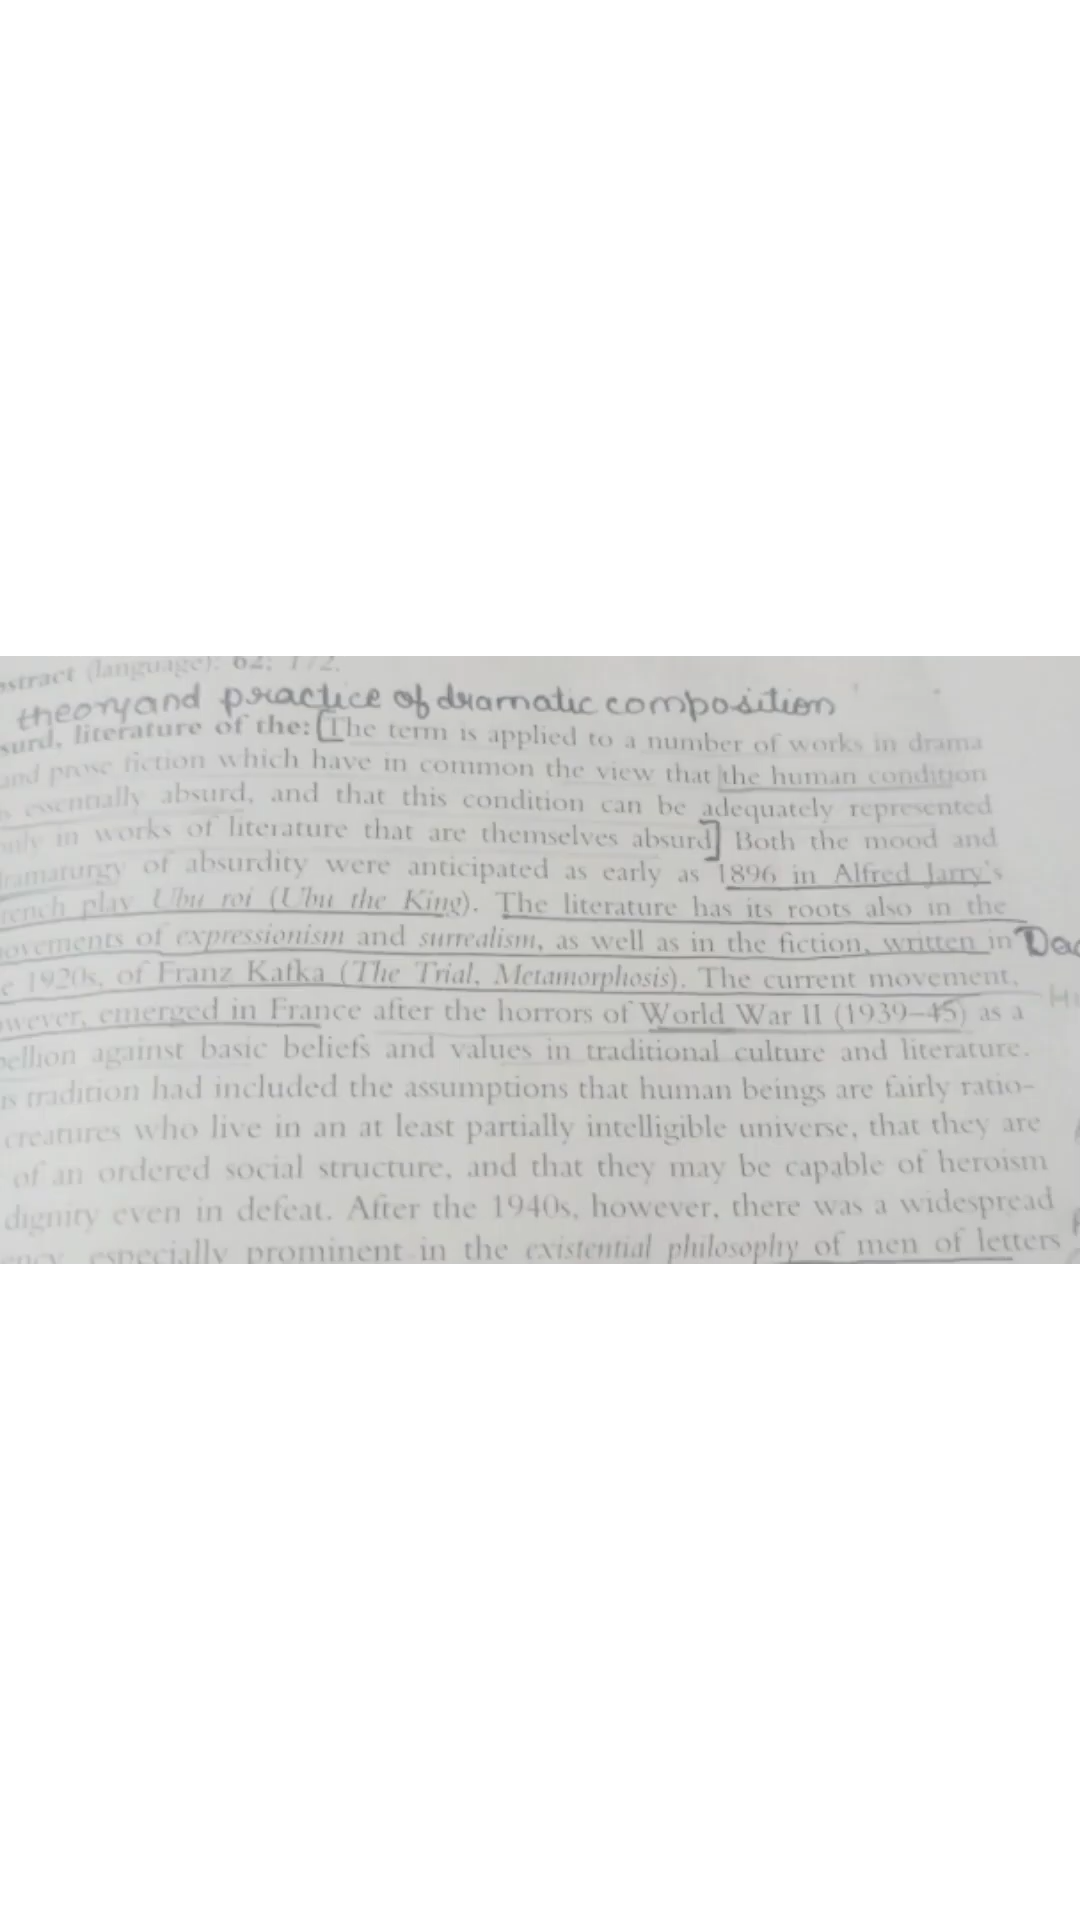 abstract (language): 62; 172.
theory and practice of dramatic composition
surd, literature of the: [The term is applied to a number of works in drama
and prose fiction which have in common the view that the human condition
is essentially absurd, and that this condition can be adequately represented
only in works of literature that are themselves absurd.] Both the mood and
dramaturgy of absurdity were anticipated as early as 1896 in Alfred Jarry's
rench play Ubu roi (Ubu the King). The literature has its roots also in the
movements of expressionism and surrealism, as well as in the fiction, written in Da
e 1920s, of Franz Kafka (The Trial, Metamorphosis). The current movement,
owever, emerged in France after the horrors of World War II (1939–45) as a
bellion against basic beliefs and values in traditional culture and literature.
is tradition had included the assumptions that human beings are fairly ratio-
creatures who live in an at least partially intelligible universe, that they are
of an ordered social structure, and that they may be capable of heroism
dignity even in defeat. After the 1940s, however, there was a widespread
ency, especially prominent in the existential philosophy of men of letters